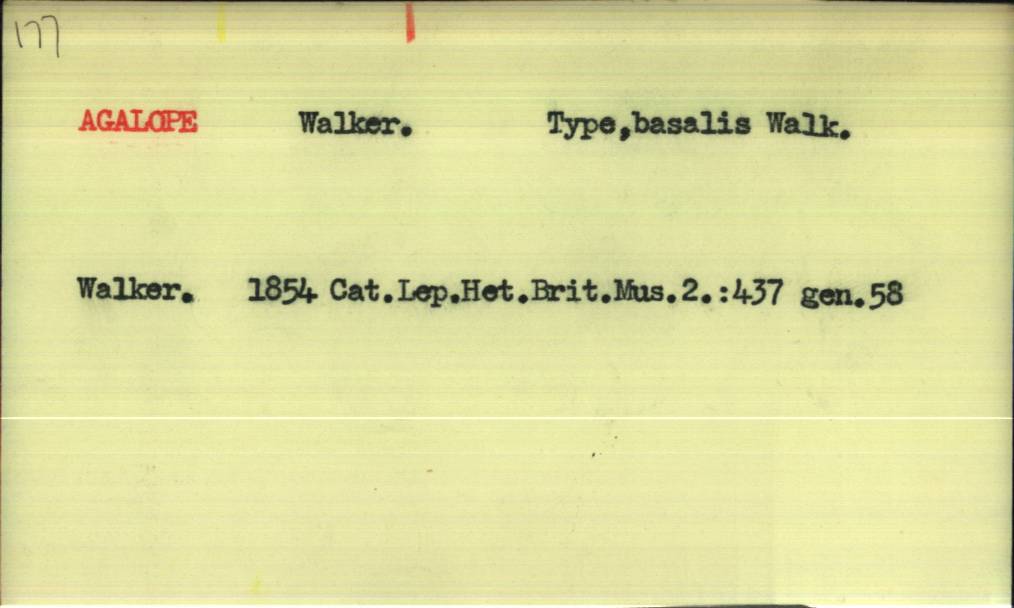 177
AGALOPE Walker. Type,basalis Walk.
Walker. 1854 Cat.Lep.Het.Brit.Mus.2.:437 gen.58